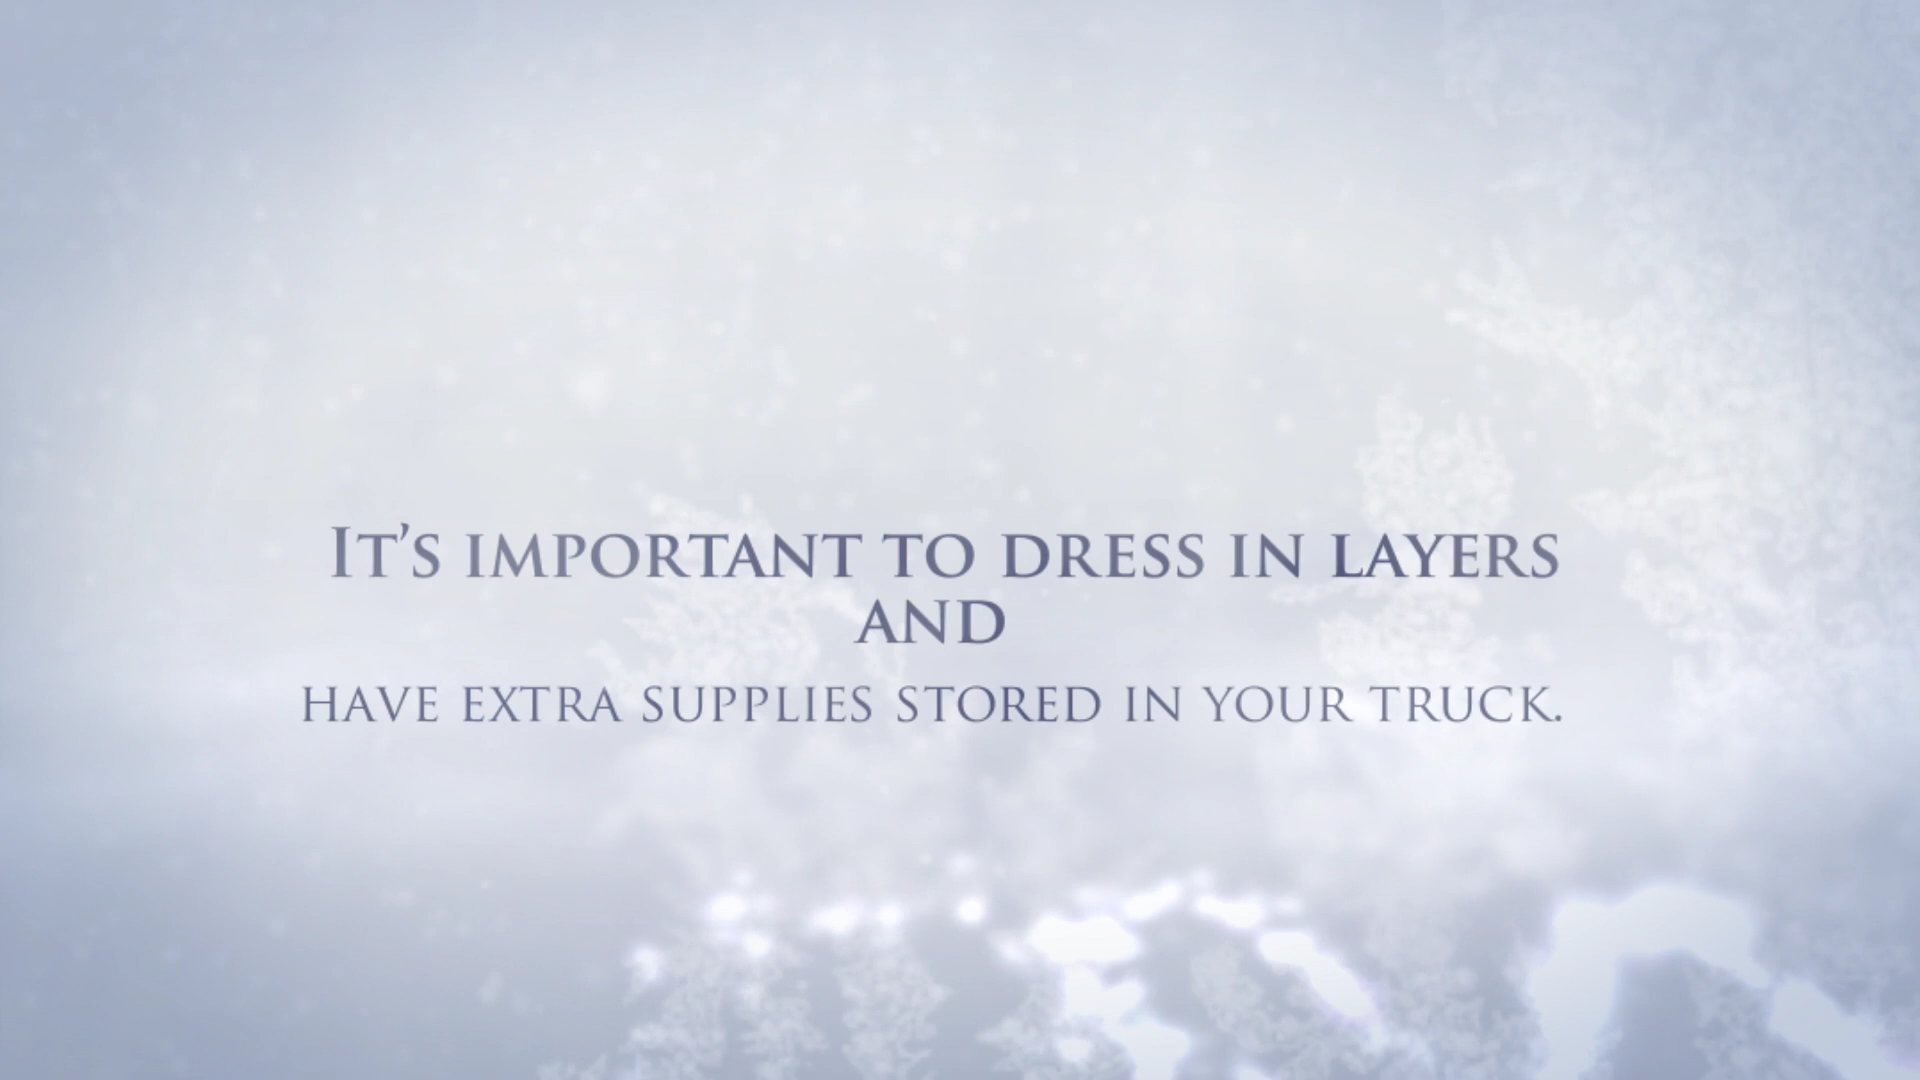 It's important to dress in layers
and
have extra supplies stored in your truck.